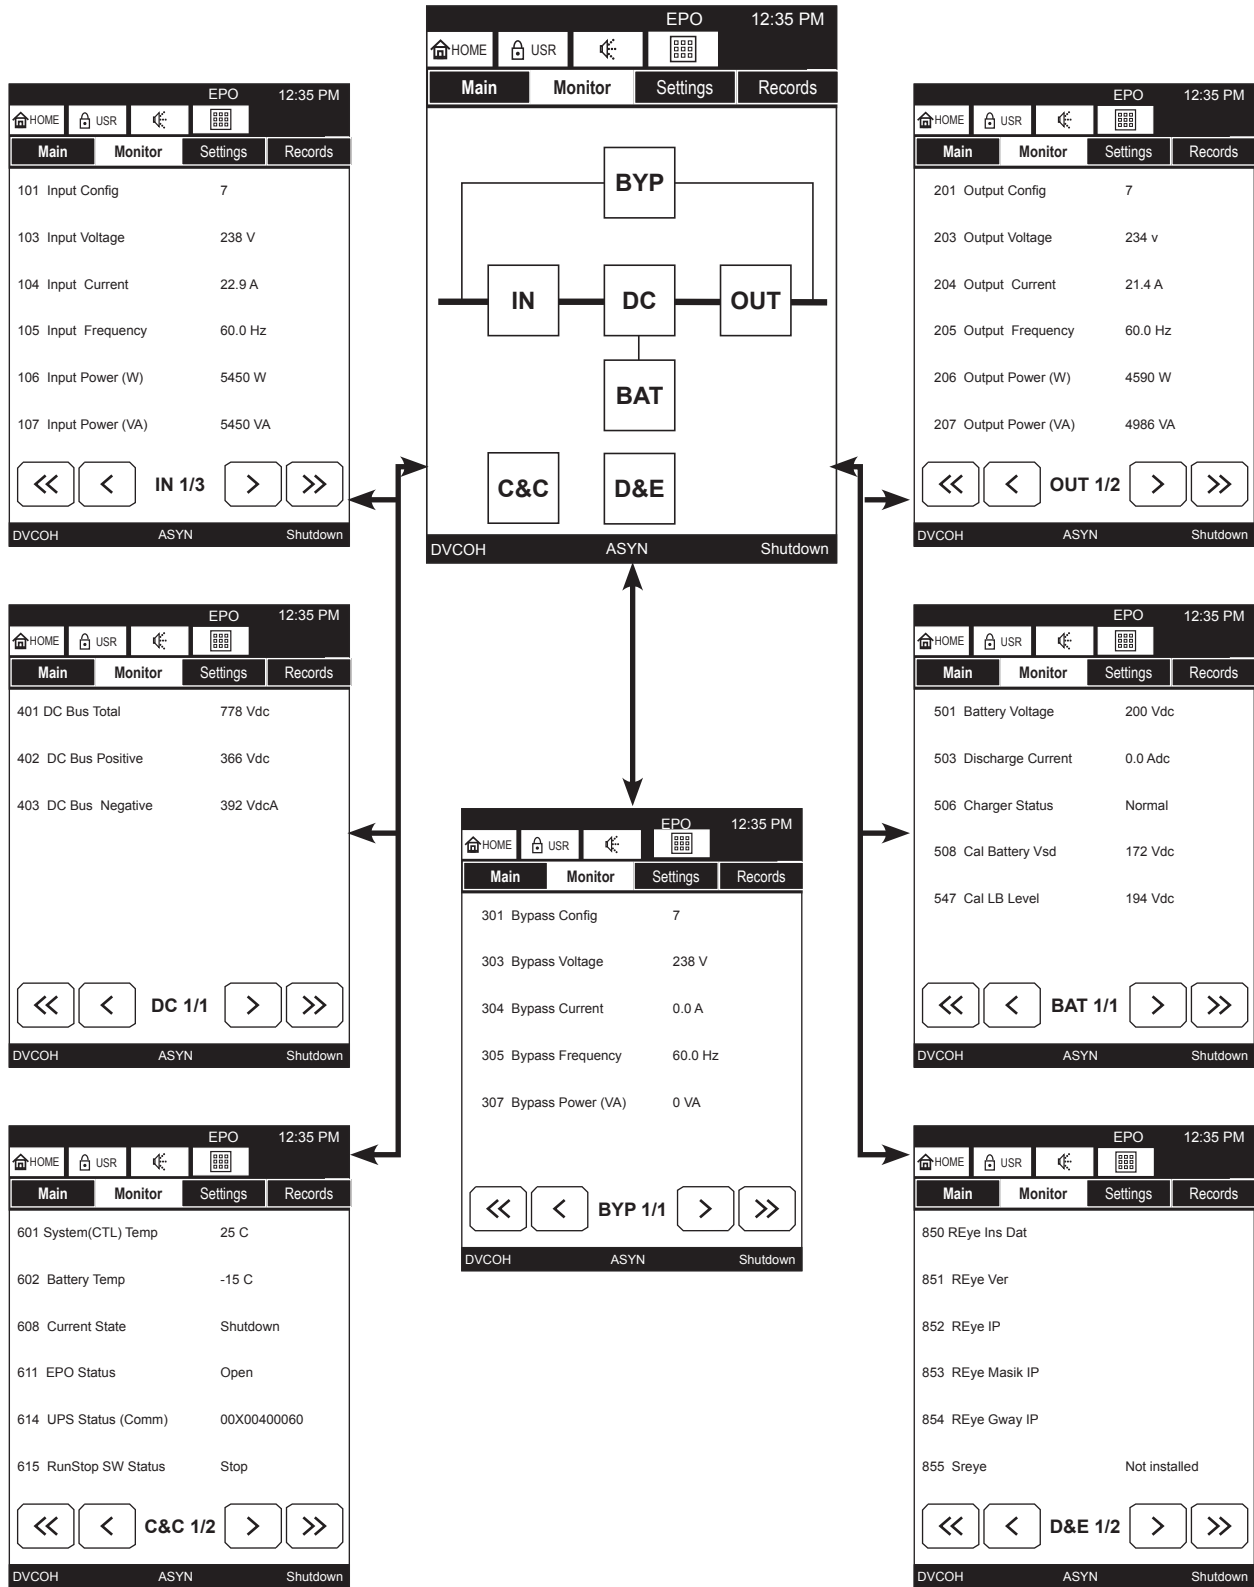 EPO 12:35 PM
HOME USR
Main Monitor Settings Records
BYP
IN DC OUT
BAT
C&C D&E
DVCOH ASYN Shutdown
EPO 12:35 PM
HOME USR
Main Monitor Settings Records
101 Input Config 7
103 Input Voltage 238 V
104 Input Current 22.9 A
105 Input Frequency 60.0 Hz
106 Input Power (W) 5450 W
107 Input Power (VA) 5450 VA
<< < IN 1/3 > >>
DVCOH ASYN Shutdown
EPO 12:35 PM
HOME USR
Main Monitor Settings Records
201 Output Config 7
203 Output Voltage 234 v
204 Output Current 21.4 A
205 Output Frequency 60.0 Hz
206 Output Power (W) 4590 W
207 Output Power (VA) 4986 VA
<< < OUT 1/2 > >>
DVCOH ASYN Shutdown
EPO 12:35 PM
HOME USR
Main Monitor Settings Records
401 DC Bus Total 778 Vdc
402 DC Bus Positive 366 Vdc
403 DC Bus Negative 392 VdcA
<< < DC 1/1 > >>
DVCOH ASYN Shutdown
EPO 12:35 PM
HOME USR
Main Monitor Settings Records
501 Battery Voltage 200 Vdc
503 Discharge Current 0.0 Adc
506 Charger Status Normal
508 Cal Battery Vsd 172 Vdc
547 Cal LB Level 194 Vdc
<< < BAT 1/1 > >>
DVCOH ASYN Shutdown
EPO 12:35 PM
HOME USR
Main Monitor Settings Records
301 Bypass Config 7
303 Bypass Voltage 238 V
304 Bypass Current 0.0 A
305 Bypass Frequency 60.0 Hz
307 Bypass Power (VA) 0 VA
<< < BYP 1/1 > >>
DVCOH ASYN Shutdown
EPO 12:35 PM
HOME USR
Main Monitor Settings Records
601 System(CTL) Temp 25 C
602 Battery Temp -15 C
608 Current State Shutdown
611 EPO Status Open
614 UPS Status (Comm) 00X00400060
615 RunStop SW Status Stop
<< < C&C 1/2 > >>
DVCOH ASYN Shutdown
EPO 12:35 PM
HOME USR
Main Monitor Settings Records
850 REye Ins Dat
851 REye Ver
852 REye IP
853 REye Masik IP
854 REye Gway IP
855 Sreye Not installed
<< < D&E 1/2 > >>
DVCOH ASYN Shutdown